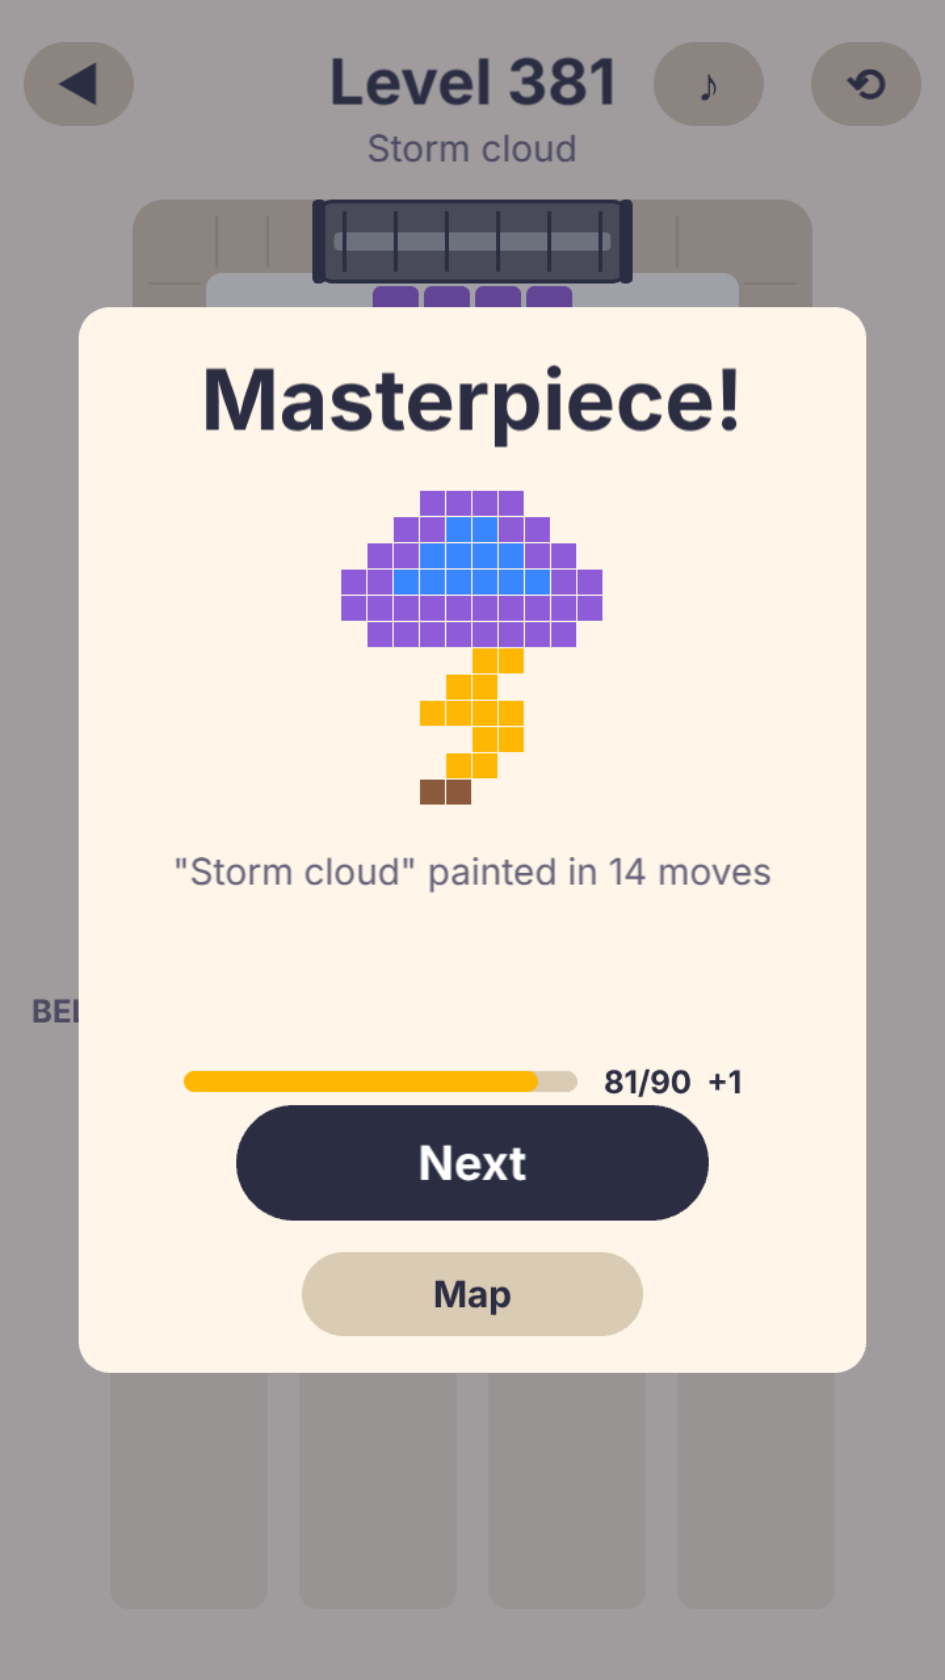 Level 381
Storm cloud
Masterpiece!
"Storm cloud" painted in 14 moves
81/90 +1
Next
Map